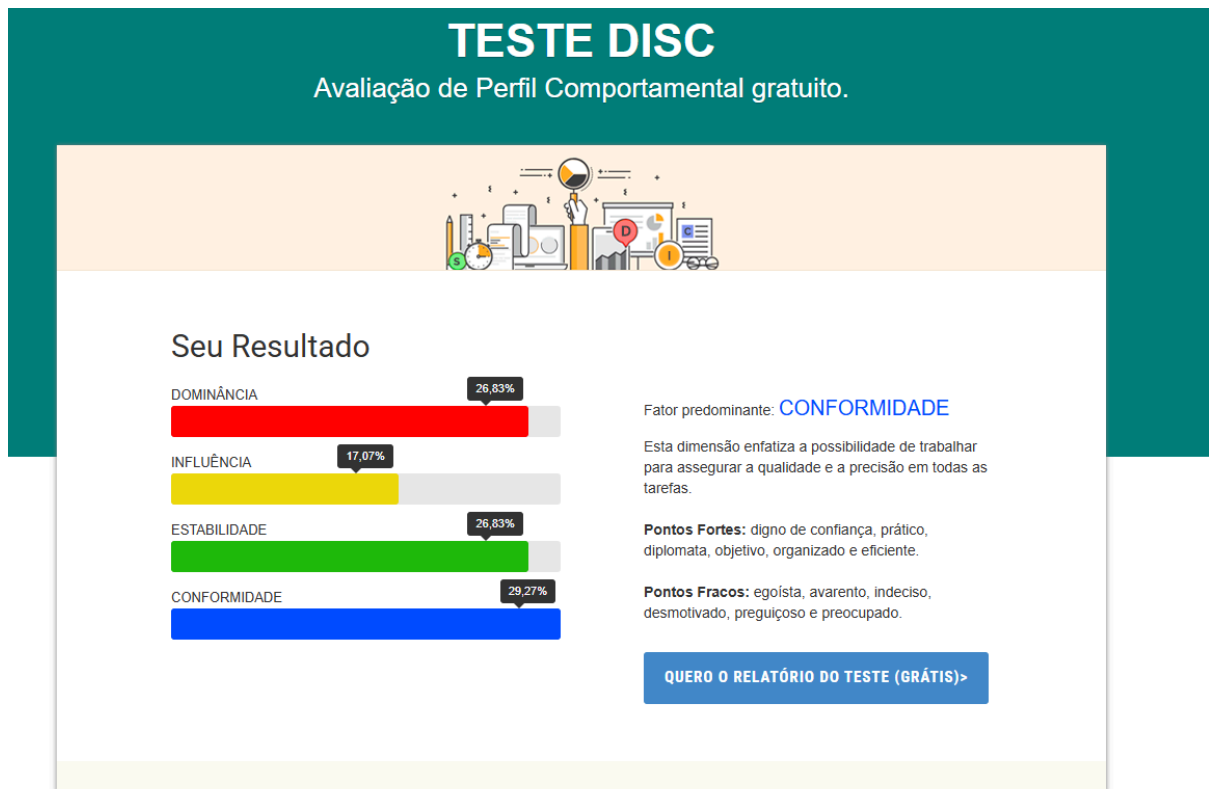 TESTE DISC
Avaliação de Perfil Comportamental gratuito.
S
D
I
C
Seu Resultado
DOMINÂNCIA
26,83%
INFLUÊNCIA
17,07%
ESTABILIDADE
26,83%
CONFORMIDADE
29,27%
Fator predominante: CONFORMIDADE
Esta dimensão enfatiza a possibilidade de trabalhar
para assegurar a qualidade e a precisão em todas as
tarefas.
Pontos Fortes: digno de confiança, prático,
diplomata, objetivo, organizado e eficiente.
Pontos Fracos: egoísta, avarento, indeciso,
desmotivado, preguiçoso e preocupado.
QUERO O RELATÓRIO DO TESTE (GRÁTIS)>